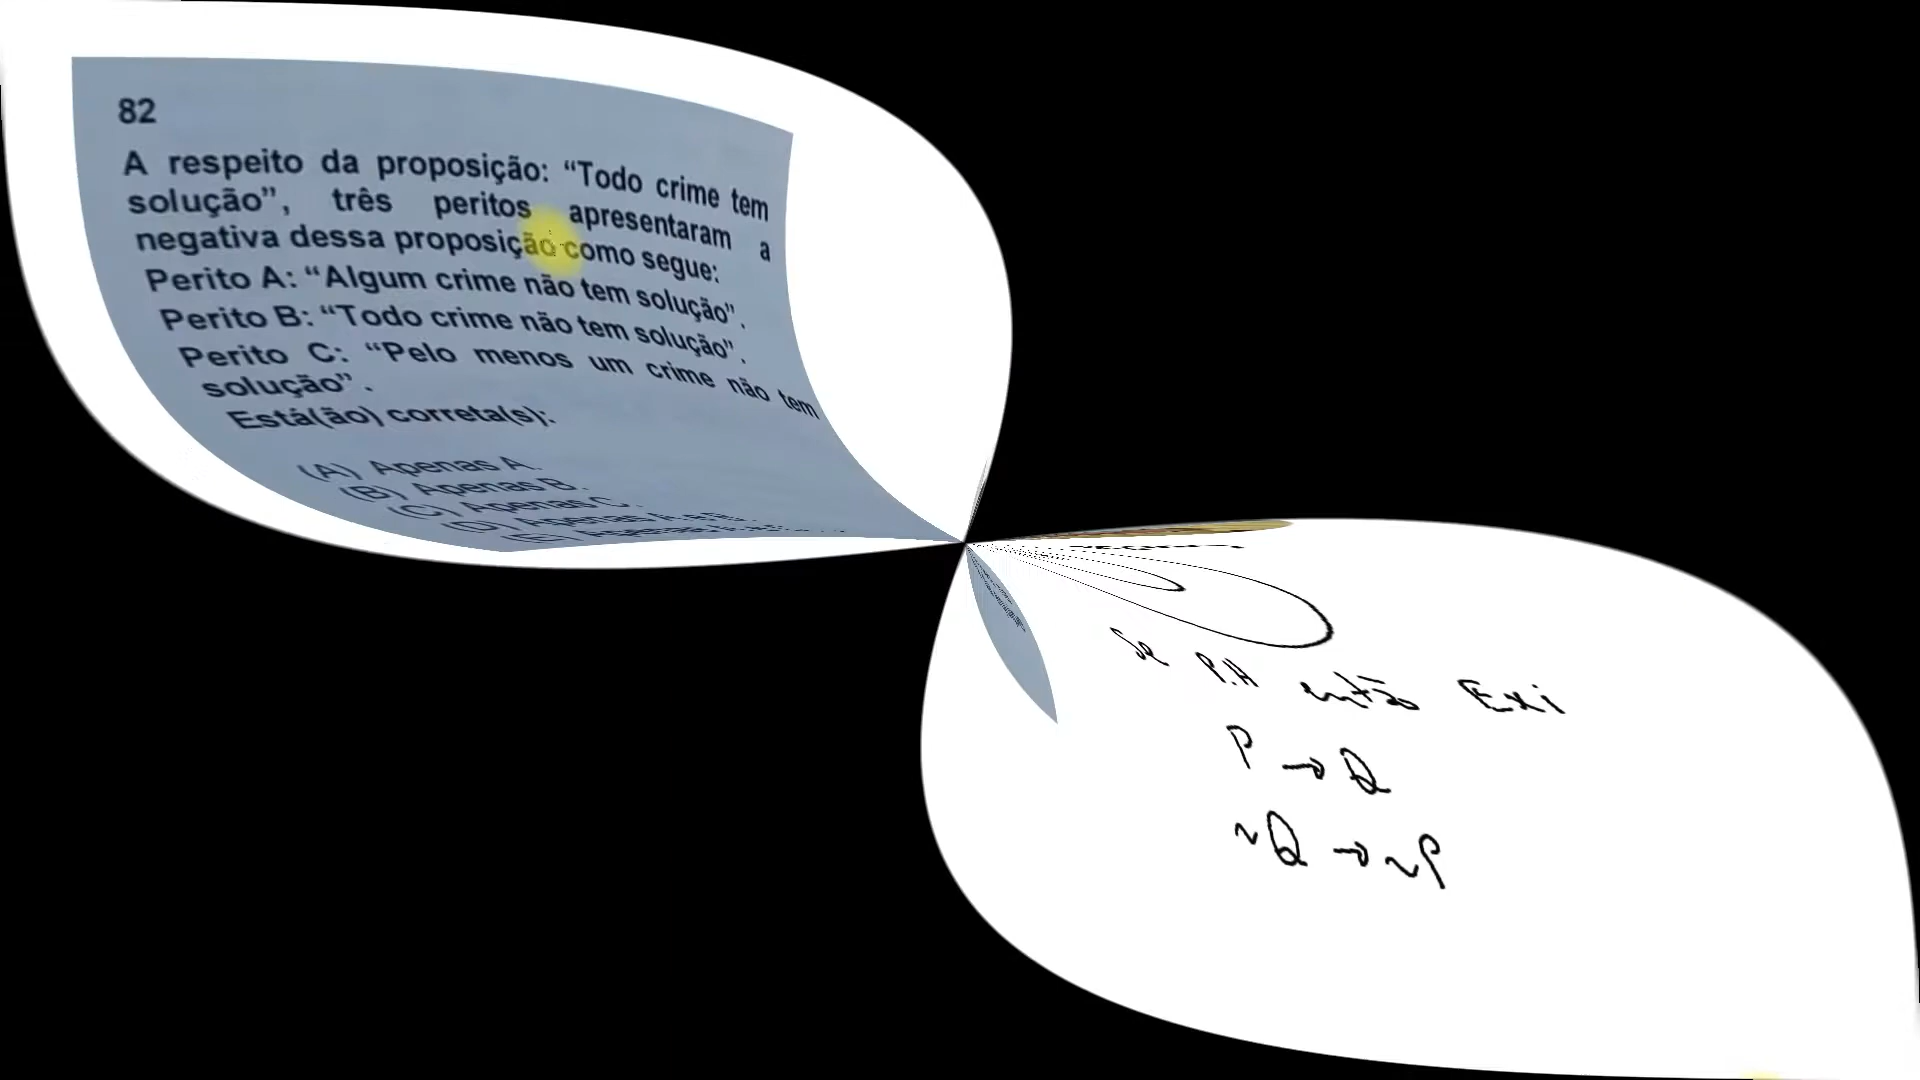 82
A respeito da proposição: “Todo crime tem
solução”, três peritos apresentaram a
negativa dessa proposição como segue:
Perito A: “Algum crime não tem solução”.
Perito B: “Todo crime não tem solução”.
Perito C: “Pelo menos um crime não tem
solução”.
Está(ão) correta(s):
(A) Apenas A.
(B) Apenas B.
(C) Apenas C.
(D) Apenas
(E) Apenas
Se P.H então Exi
P → Q
~Q → ~P